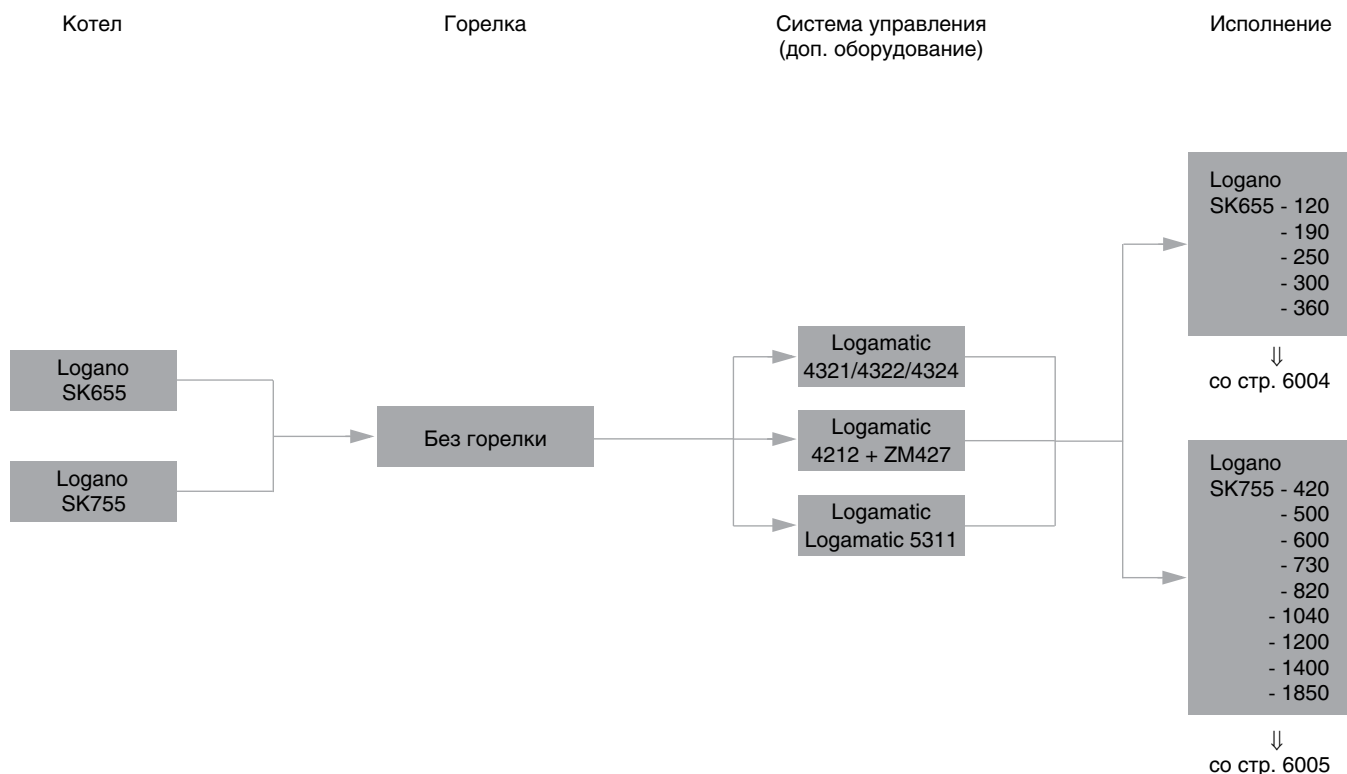 Котел
Горелка
Система управления
(доп. оборудование)
Исполнение
Logano
SK655
Logano
SK755
Без горелки
Logamatic
4321/4322/4324
Logamatic
4212 + ZM427
Logamatic
Logamatic 5311
Logano
SK655 - 120
- 190
- 250
- 300
- 360
⇓
со стр. 6004
Logano
SK755 - 420
- 500
- 600
- 730
- 820
- 1040
- 1200
- 1400
- 1850
⇓
со стр. 6005